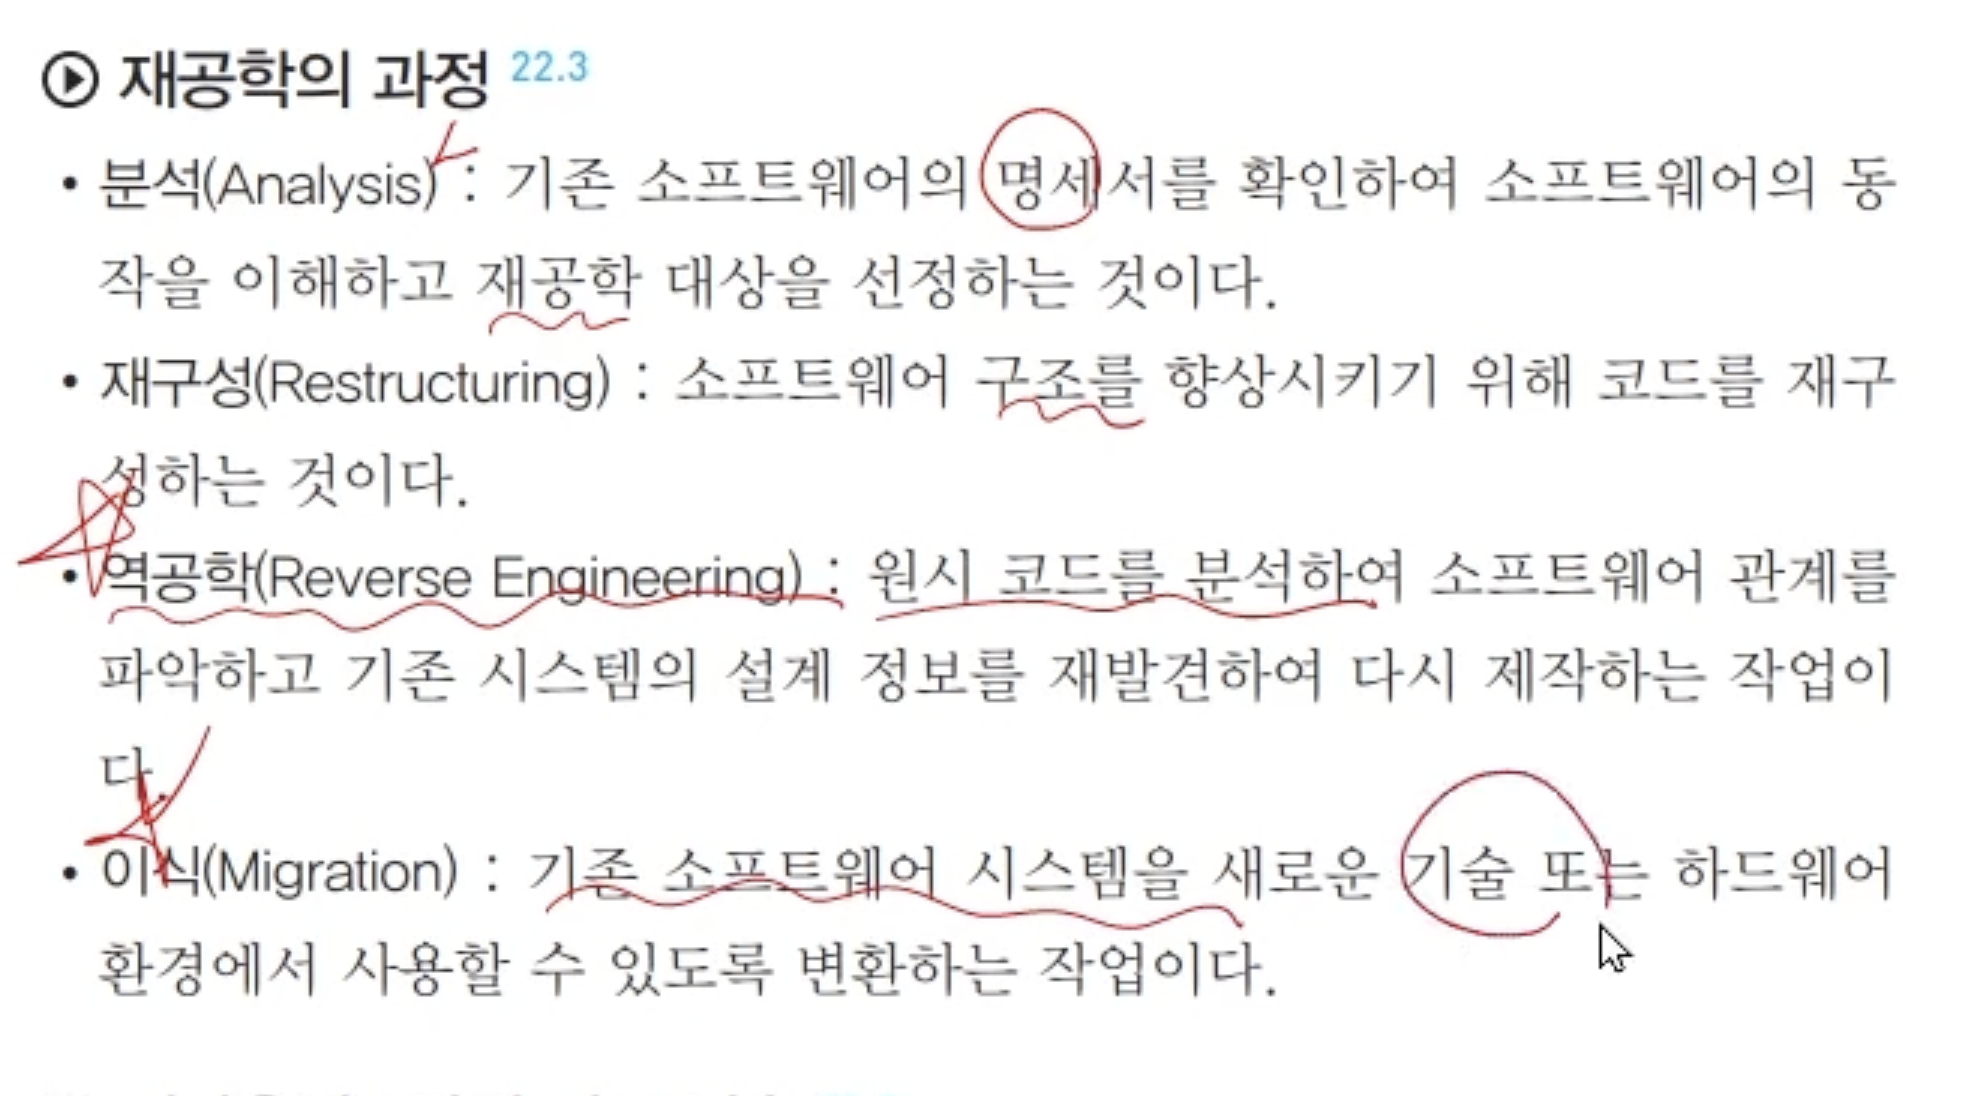 재공학의 과정 22.3
• 분석(Analysis) : 기존 소프트웨어의 명세서를 확인하여 소프트웨어의 동
작을 이해하고 재공학 대상을 선정하는 것이다.
• 재구성(Restructuring) : 소프트웨어 구조를 향상시키기 위해 코드를 재구
성하는 것이다.
• 역공학(Reverse Engineering) : 원시 코드를 분석하여 소프트웨어 관계를
파악하고 기존 시스템의 설계 정보를 재발견하여 다시 제작하는 작업이
다.
• 이식(Migration) : 기존 소프트웨어 시스템을 새로운 기술 또는 하드웨어
환경에서 사용할 수 있도록 변환하는 작업이다.